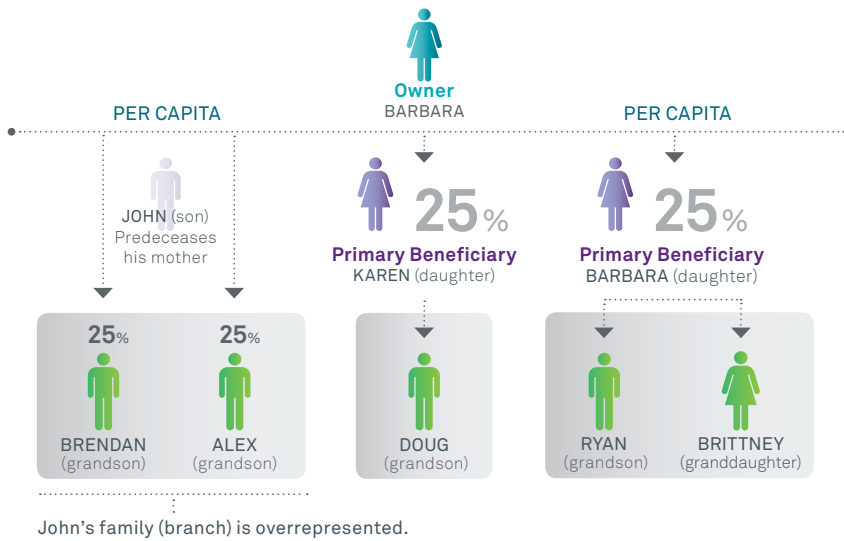 Owner
BARBARA
PER CAPITA
PER CAPITA
JOHN (son)
Predeceases
his mother
25%
Primary Beneficiary
KAREN (daughter)
25%
Primary Beneficiary
BARBARA (daughter)
25%
BRENDAN
(grandson)
25%
ALEX
(grandson)
DOUG
(grandson)
RYAN
(grandson)
BRITTNEY
(granddaughter)
John's family (branch) is overrepresented.